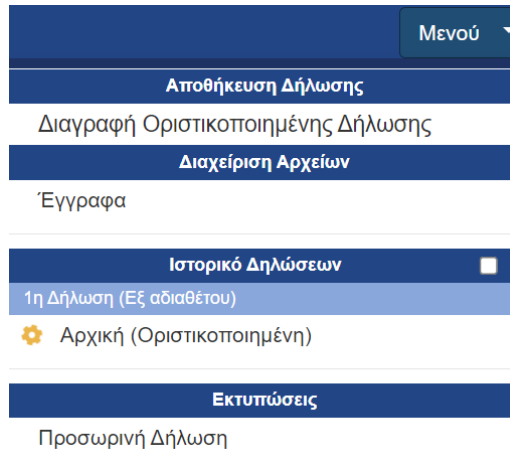 Μενού
Αποθήκευση Δήλωσης
Διαγραφή Οριστικοποιημένης Δήλωσης
Διαχείριση Αρχείων
Έγγραφα
Ιστορικό Δηλώσεων
1η Δήλωση (Εξ αδιαθέτου)
Αρχική (Οριστικοποιημένη)
Εκτυπώσεις
Προσωρινή Δήλωση